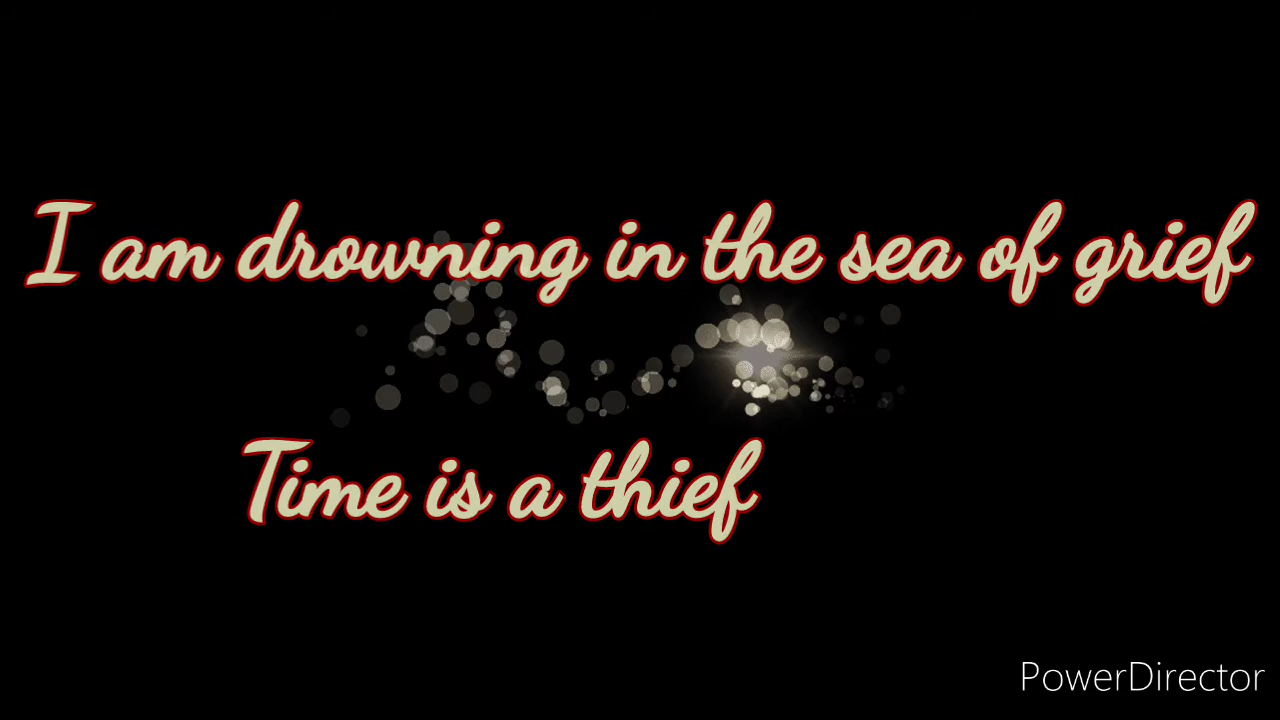 I am drowning in the sea of grief
Time is a thief
PowerDirector